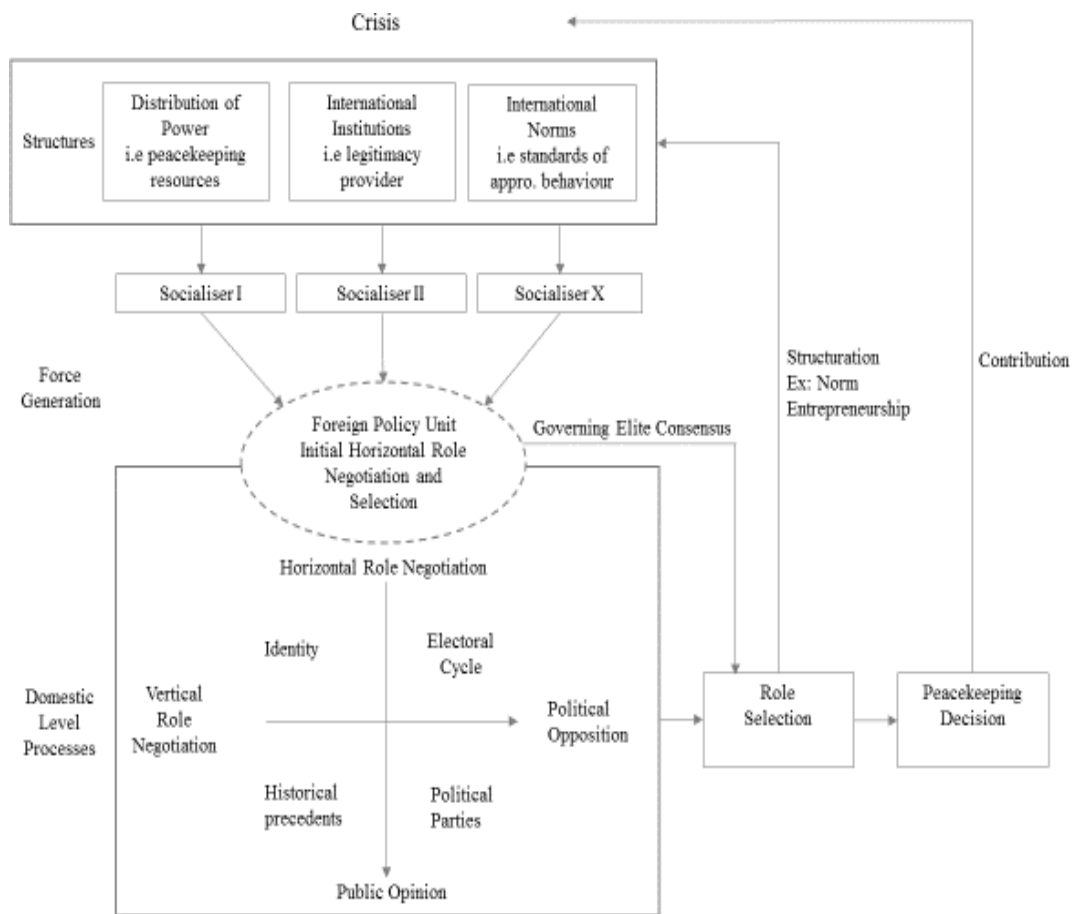 Crisis
Structures
Distribution of
Power
i.e peacekeeping
resources
International
Institutions
i.e legitimacy
provider
International
Norms
i.e standards of
appro. behaviour
Socialiser I
Socialiser II
Socialiser X
Force
Generation
Structuration
Ex: Norm
Entrepreneurship
Contribution
Foreign Policy Unit
Initial Horizontal Role
Negotiation and
Selection
Governing Elite Consensus
Horizontal Role Negotiation
Identity
Electoral
Cycle
Domestic
Level
Processes
Vertical
Role
Negotiation
Political
Opposition
Role
Selection
Peacekeeping
Decision
Historical
precedents
Political
Parties
Public Opinion